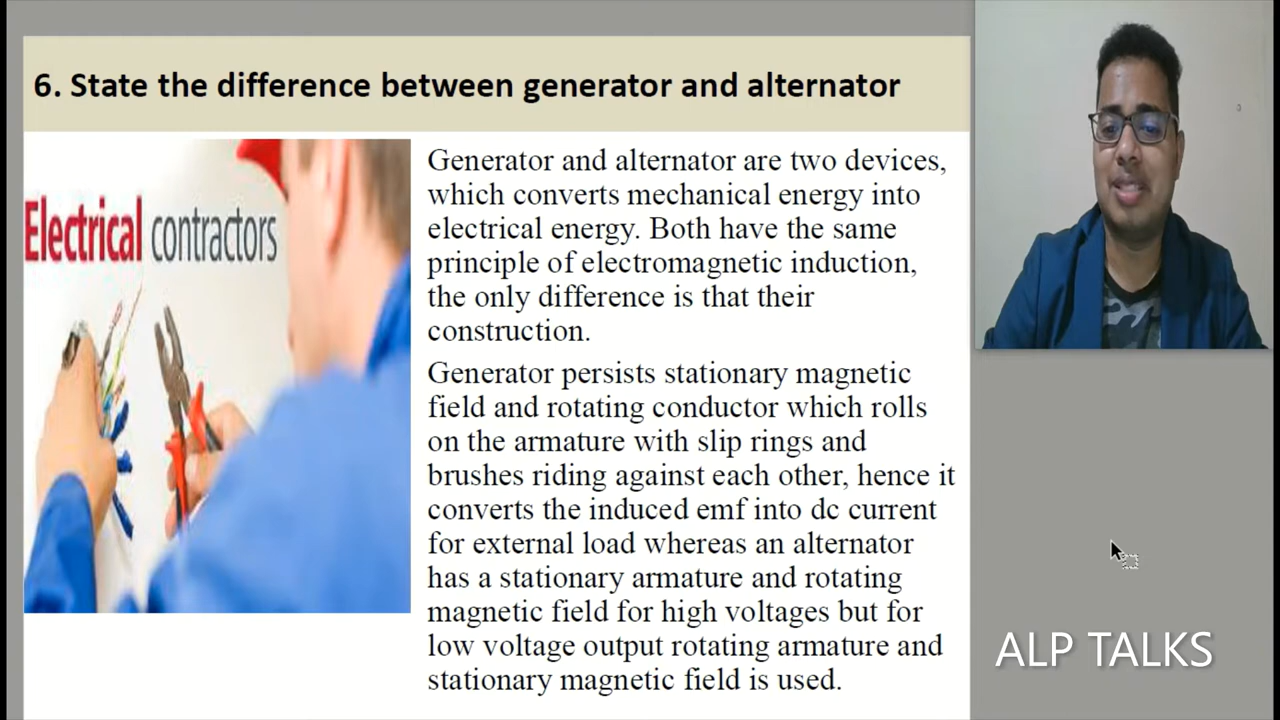 6. State the difference between generator and alternator
Electrical contractors
Generator and alternator are two devices,
which converts mechanical energy into
electrical energy. Both have the same
principle of electromagnetic induction,
the only difference is that their
construction.
Generator persists stationary magnetic
field and rotating conductor which rolls
on the armature with slip rings and
brushes riding against each other, hence it
converts the induced emf into dc current
for external load whereas an alternator
has a stationary armature and rotating
magnetic field for high voltages but for
low voltage output rotating armature and
stationary magnetic field is used.
ALP TALKS